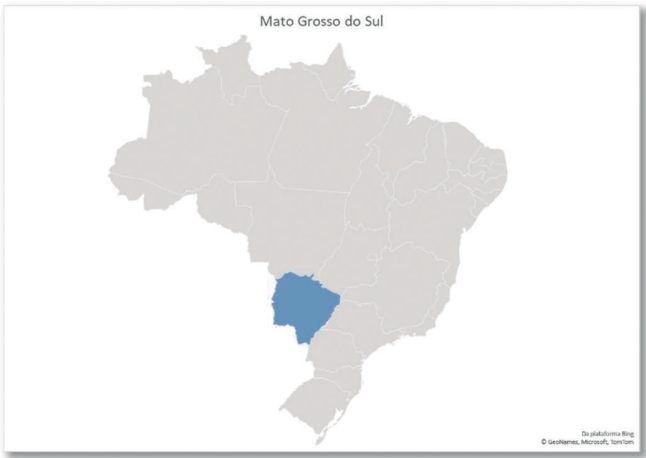 Mato Grosso do Sul
Da plataforma Bing
© GeoNames, Microsoft, TomTom